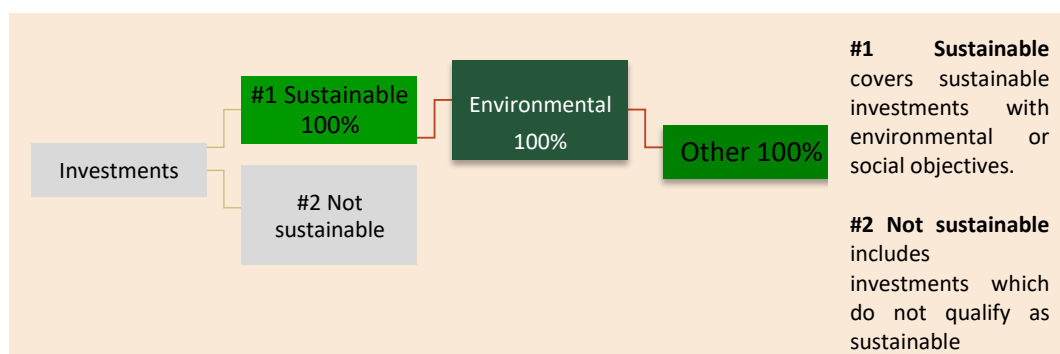 Investments
#1 Sustainable
100%
#2 Not
sustainable
Environmental
100%
Other 100%
#1 Sustainable
covers sustainable
investments with
environmental or
social objectives.
#2 Not sustainable
includes
investments which
do not qualify as
sustainable